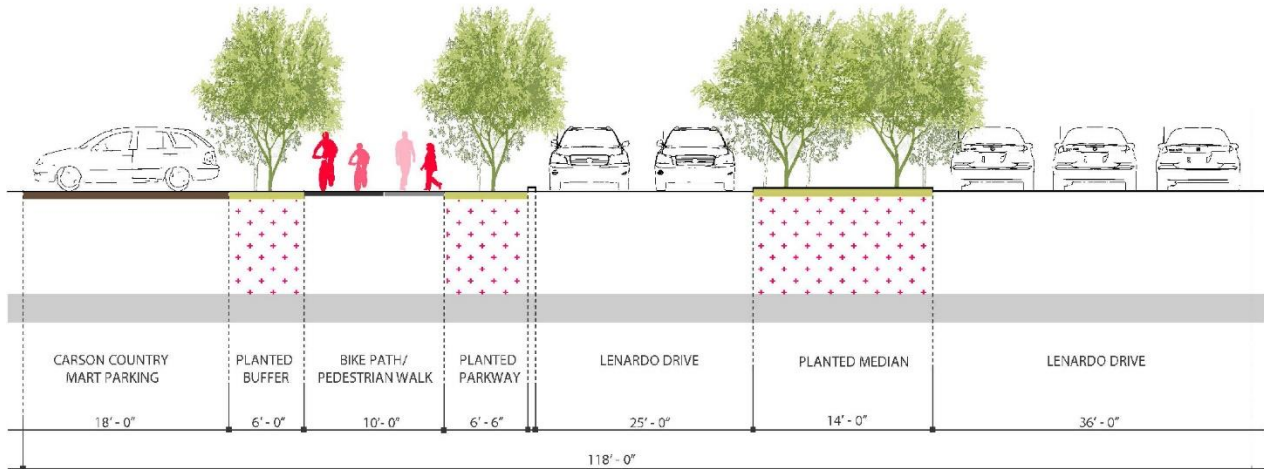 CARSON COUNTRY
MART PARKING
PLANTED
BUFFER
BIKE PATH/
PEDESTRIAN WALK
PLANTED
PARKWAY
LENARDO DRIVE
PLANTED MEDIAN
LENARDO DRIVE
18' - 0"
6' - 0"
10' - 0"
6' - 6"
25' - 0"
14' - 0"
36' - 0"
118' - 0"